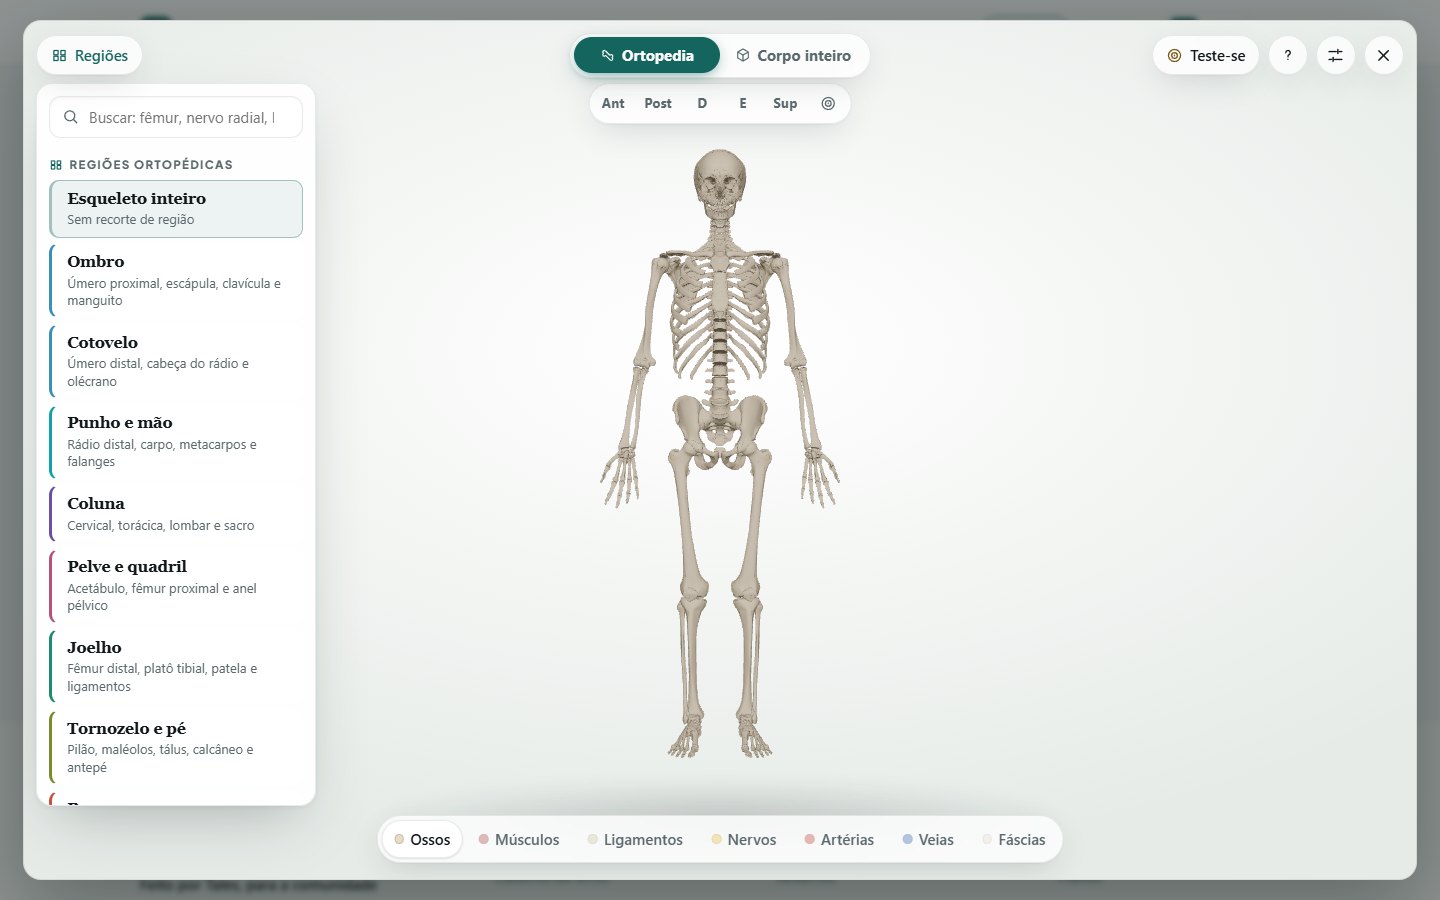 Regiões
Ortopedia
Corpo inteiro
Teste-se
?
Ant
Post
D
E
Sup
Buscar: fêmur, nervo radial, l
REGIÕES ORTOPÉDICAS
Esqueleto inteiro
Sem recorte de região
Ombro
Úmero proximal, escápula, clavícula e
manguito
Cotovelo
Úmero distal, cabeça do rádio e
olécrano
Punho e mão
Rádio distal, carpo, metacarpos e
falanges
Coluna
Cervical, torácica, lombar e sacro
Pelve e quadril
Acetábulo, fêmur proximal e anel
pélvico
Joelho
Fêmur distal, platô tibial, patela e
ligamentos
Tornozelo e pé
Pilão, maléolos, tálus, calcâneo e
antepé
Ossos
Músculos
Ligamentos
Nervos
Artérias
Veias
Fáscias